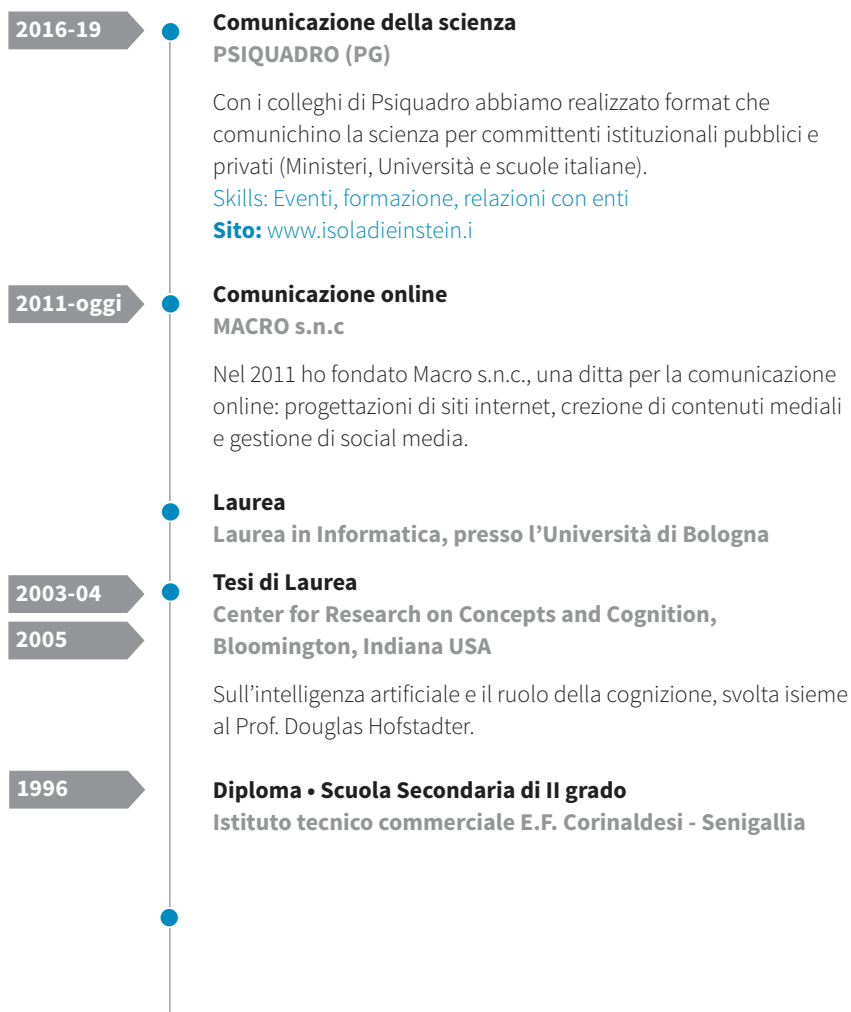 2016-19
Comunicazione della scienza
PSIQUADRO (PG)
Con i colleghi di Psiquadro abbiamo realizzato format che
comunichino la scienza per committenti istituzionali pubblici e
privati (Ministeri, Università e scuole italiane).
Skills: Eventi, formazione, relazioni con enti
Sito: www.isoladieinstein.i
2011-oggi
Comunicazione online
MACRO s.n.c
Nel 2011 ho fondato Macro s.n.c., una ditta per la comunicazione
online: progettazioni di siti internet, crezione di contenuti mediali
e gestione di social media.
Laurea
Laurea in Informatica, presso l’Università di Bologna
2003-04
Tesi di Laurea
Center for Research on Concepts and Cognition,
2005
Bloomington, Indiana USA
Sull’intelligenza artificiale e il ruolo della cognizione, svolta isieme
al Prof. Douglas Hofstadter.
1996
Diploma • Scuola Secondaria di II grado
Istituto tecnico commerciale E.F. Corinaldesi - Senigallia